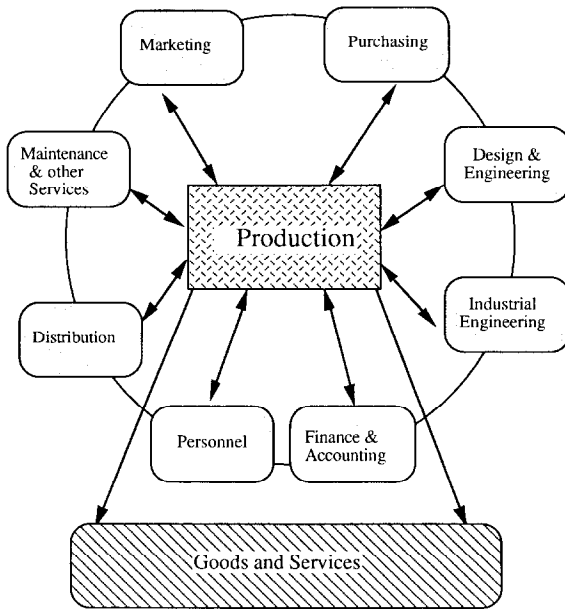 Marketing
Purchasing
Maintenance
& other
Services
Design &
Engineering
Production
Distribution
Industrial
Engineering
Personnel
Finance &
Accounting
Goods and Services